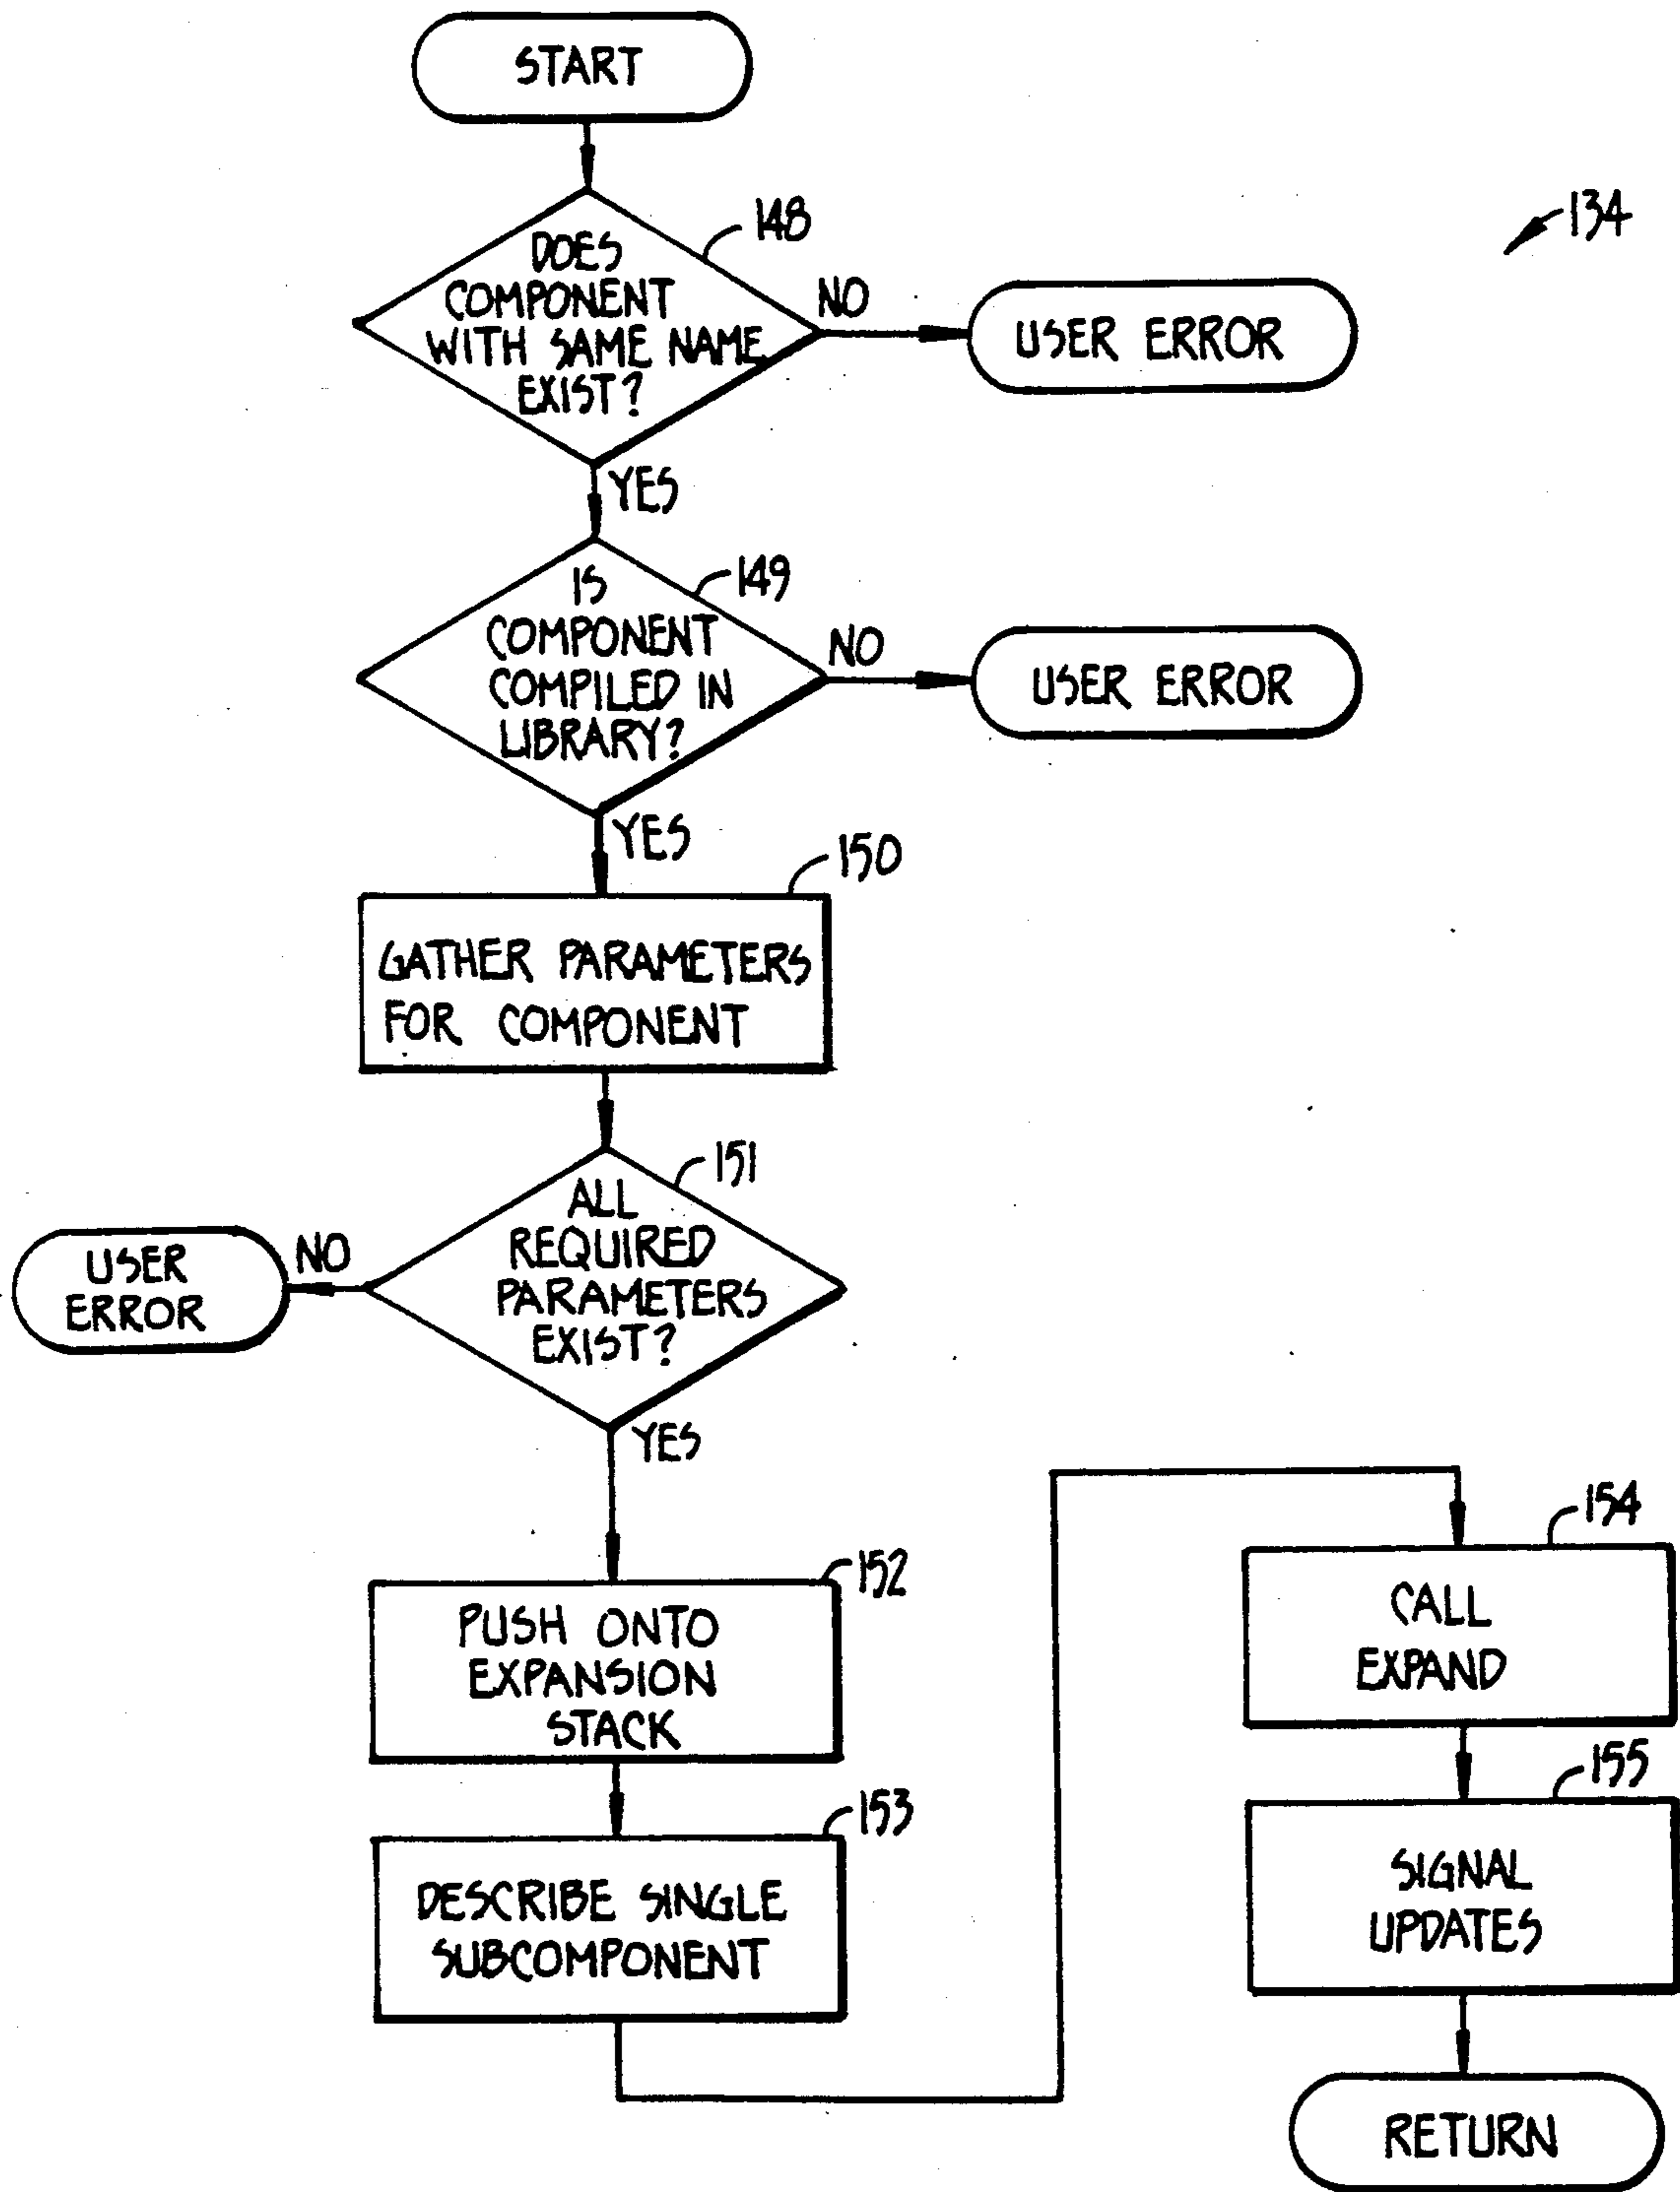 START
134
148
DOES
COMPONENT
WITH SAME NAME
EXIST?
NO
USER ERROR
YES
149
IS
COMPONENT
COMPILED IN
LIBRARY?
NO
USER ERROR
YES
150
GATHER PARAMETERS
FOR COMPONENT
151
ALL
REQUIRED
PARAMETERS
EXIST?
NO
USER
ERROR
YES
152
PUSH ONTO
EXPANSION
STACK
153
DESCRIBE SINGLE
SUBCOMPONENT
154
CALL
EXPAND
155
SIGNAL
UPDATES
RETURN